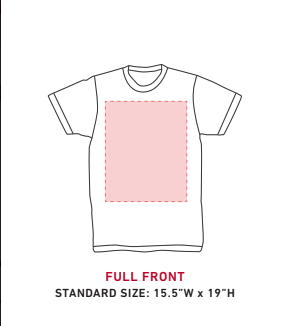 FULL FRONT
STANDARD SIZE: 15.5"W x 19"H